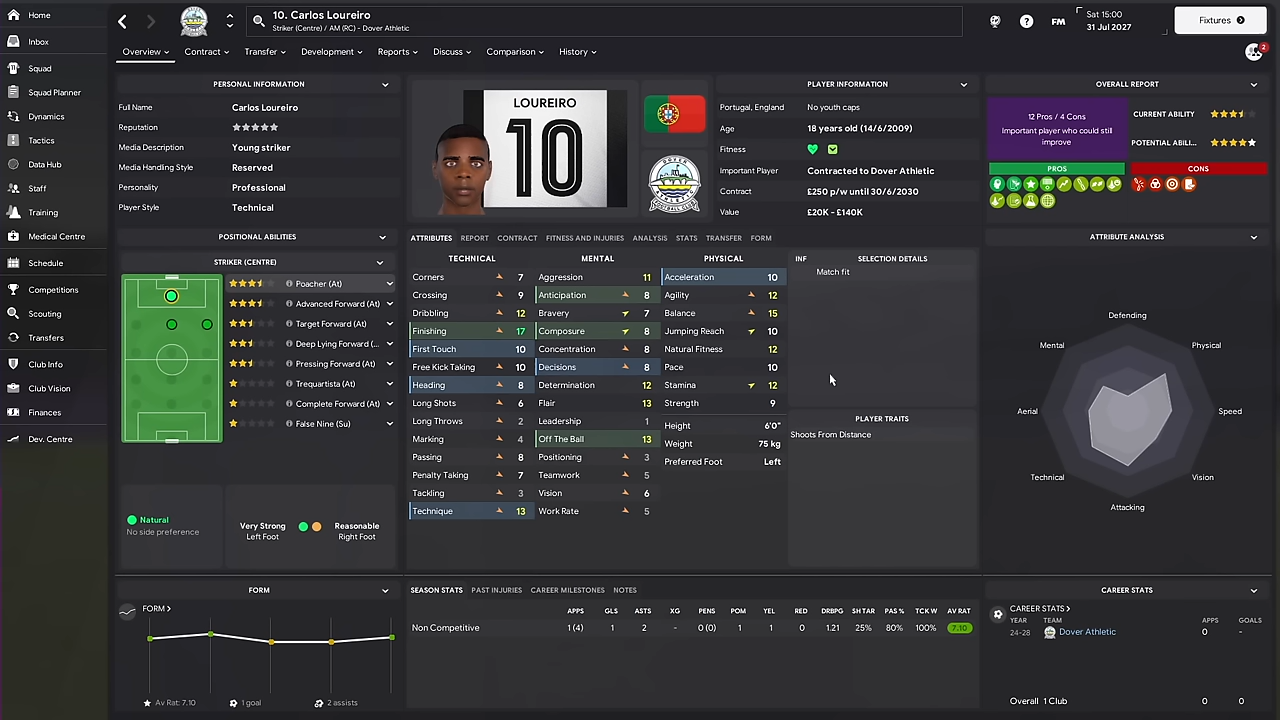 Home
Inbox
Squad
Squad Planner
Dynamics
Tactics
Data Hub
Staff
Training
Medical Centre
Schedule
Competitions
Scouting
Transfers
Club Info
Club Vision
Finances
Dev. Centre
10. Carlos Loureiro
Striker (Centre) / AM (RC) - Dover Athletic
FM
Sat 15:00
31 Jul 2027
Fixtures
Overview Contract Transfer Development Reports Discuss Comparison History
2
PERSONAL INFORMATION
Full Name Carlos Loureiro
Reputation
Media Description Young striker
Media Handling Style Reserved
Personality Professional
Player Style Technical
LOUREIRO
10
DOVER ATHLETIC
FOOTBALL CLUB
PLAYER INFORMATION
Portugal, England No youth caps
Age 18 years old (14/6/2009)
Fitness
Important Player Contracted to Dover Athletic
Contract £250 p/w until 30/6/2030
Value £20K - £140K
OVERALL REPORT
12 Pros / 4 Cons
Important player who could still
improve
CURRENT ABILITY
POTENTIAL ABILI...
PROS CONS
POSITIONAL ABILITIES
STRIKER (CENTRE)
Poacher (At)
Advanced Forward (At)
Target Forward (At)
Deep Lying Forward (...
Pressing Forward (At)
Trequartista (At)
Complete Forward (At)
False Nine (Su)
Natural
No side preference
Very Strong
Left Foot
Reasonable
Right Foot
ATTRIBUTES REPORT CONTRACT FITNESS AND INJURIES ANALYSIS STATS TRANSFER FORM
TECHNICAL MENTAL PHYSICAL
Corners 7 Aggression 11 Acceleration 10
Crossing 9 Anticipation 8 Agility 12
Dribbling 12 Bravery 7 Balance 15
Finishing 17 Composure 8 Jumping Reach 10
First Touch 10 Concentration 8 Natural Fitness 12
Free Kick Taking 10 Decisions 8 Pace 10
Heading 8 Determination 12 Stamina 12
Long Shots 6 Flair 13 Strength 9
Long Throws 2 Leadership 1 Height 6'0"
Marking 4 Off The Ball 13 Weight 75 kg
Passing 8 Positioning 3 Preferred Foot Left
Penalty Taking 7 Teamwork 5
Tackling 3 Vision 6
Technique 13 Work Rate 5
INF SELECTION DETAILS
Match fit
PLAYER TRAITS
Shoots From Distance
ATTRIBUTE ANALYSIS
Defending
Mental Physical
Aerial Speed
Technical Vision
Attacking
FORM
FORM
Av Rat: 7.10 1 goal 2 assists
SEASON STATS PAST INJURIES CAREER MILESTONES NOTES
APPS GLS ASTS XG PENS POM YEL RED DRBPG SH TAR PAS % TCK W AV RAT
Non Competitive 1 (4) 1 2 - 0 (0) 1 1 0 1.21 25% 80% 100% 7.10
CAREER STATS
CAREER STATS
YEAR TEAM APPS GOALS
24-28 Dover Athletic 0 -
Overall 1 Club 0 0